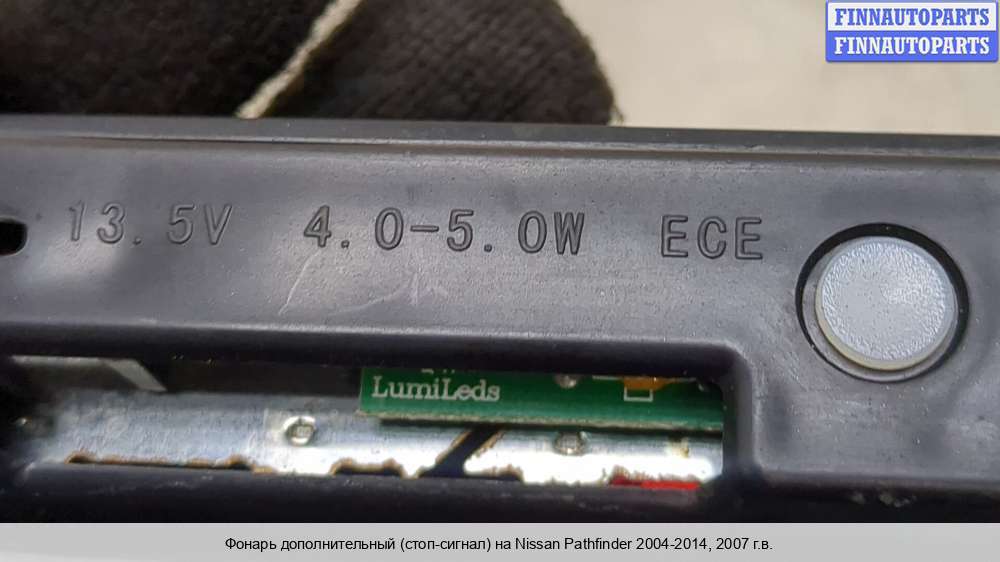 FINNAUTOPARTS
FINNAUTOPARTS
13.5V 4.0-5.0W ECE
LumiLeds
Фонарь дополнительный (стоп-сигнал) на Nissan Pathfinder 2004-2014, 2007 г.в.